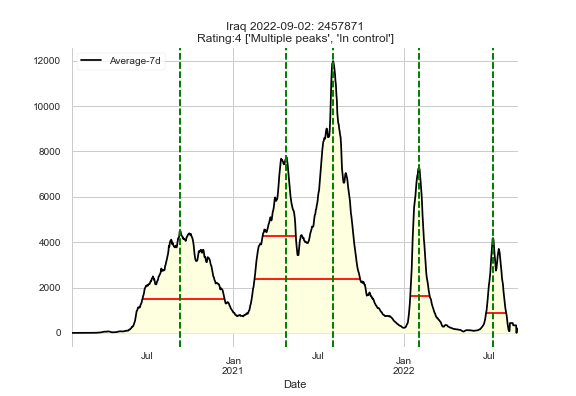 Iraq 2022-09-02: 2457871
Rating:4 ['Multiple peaks', 'In control']
Average-7d
12000
10000
8000
6000
4000
2000
0
Jul
Jan
2021
Jul
Jan
2022
Jul
Date